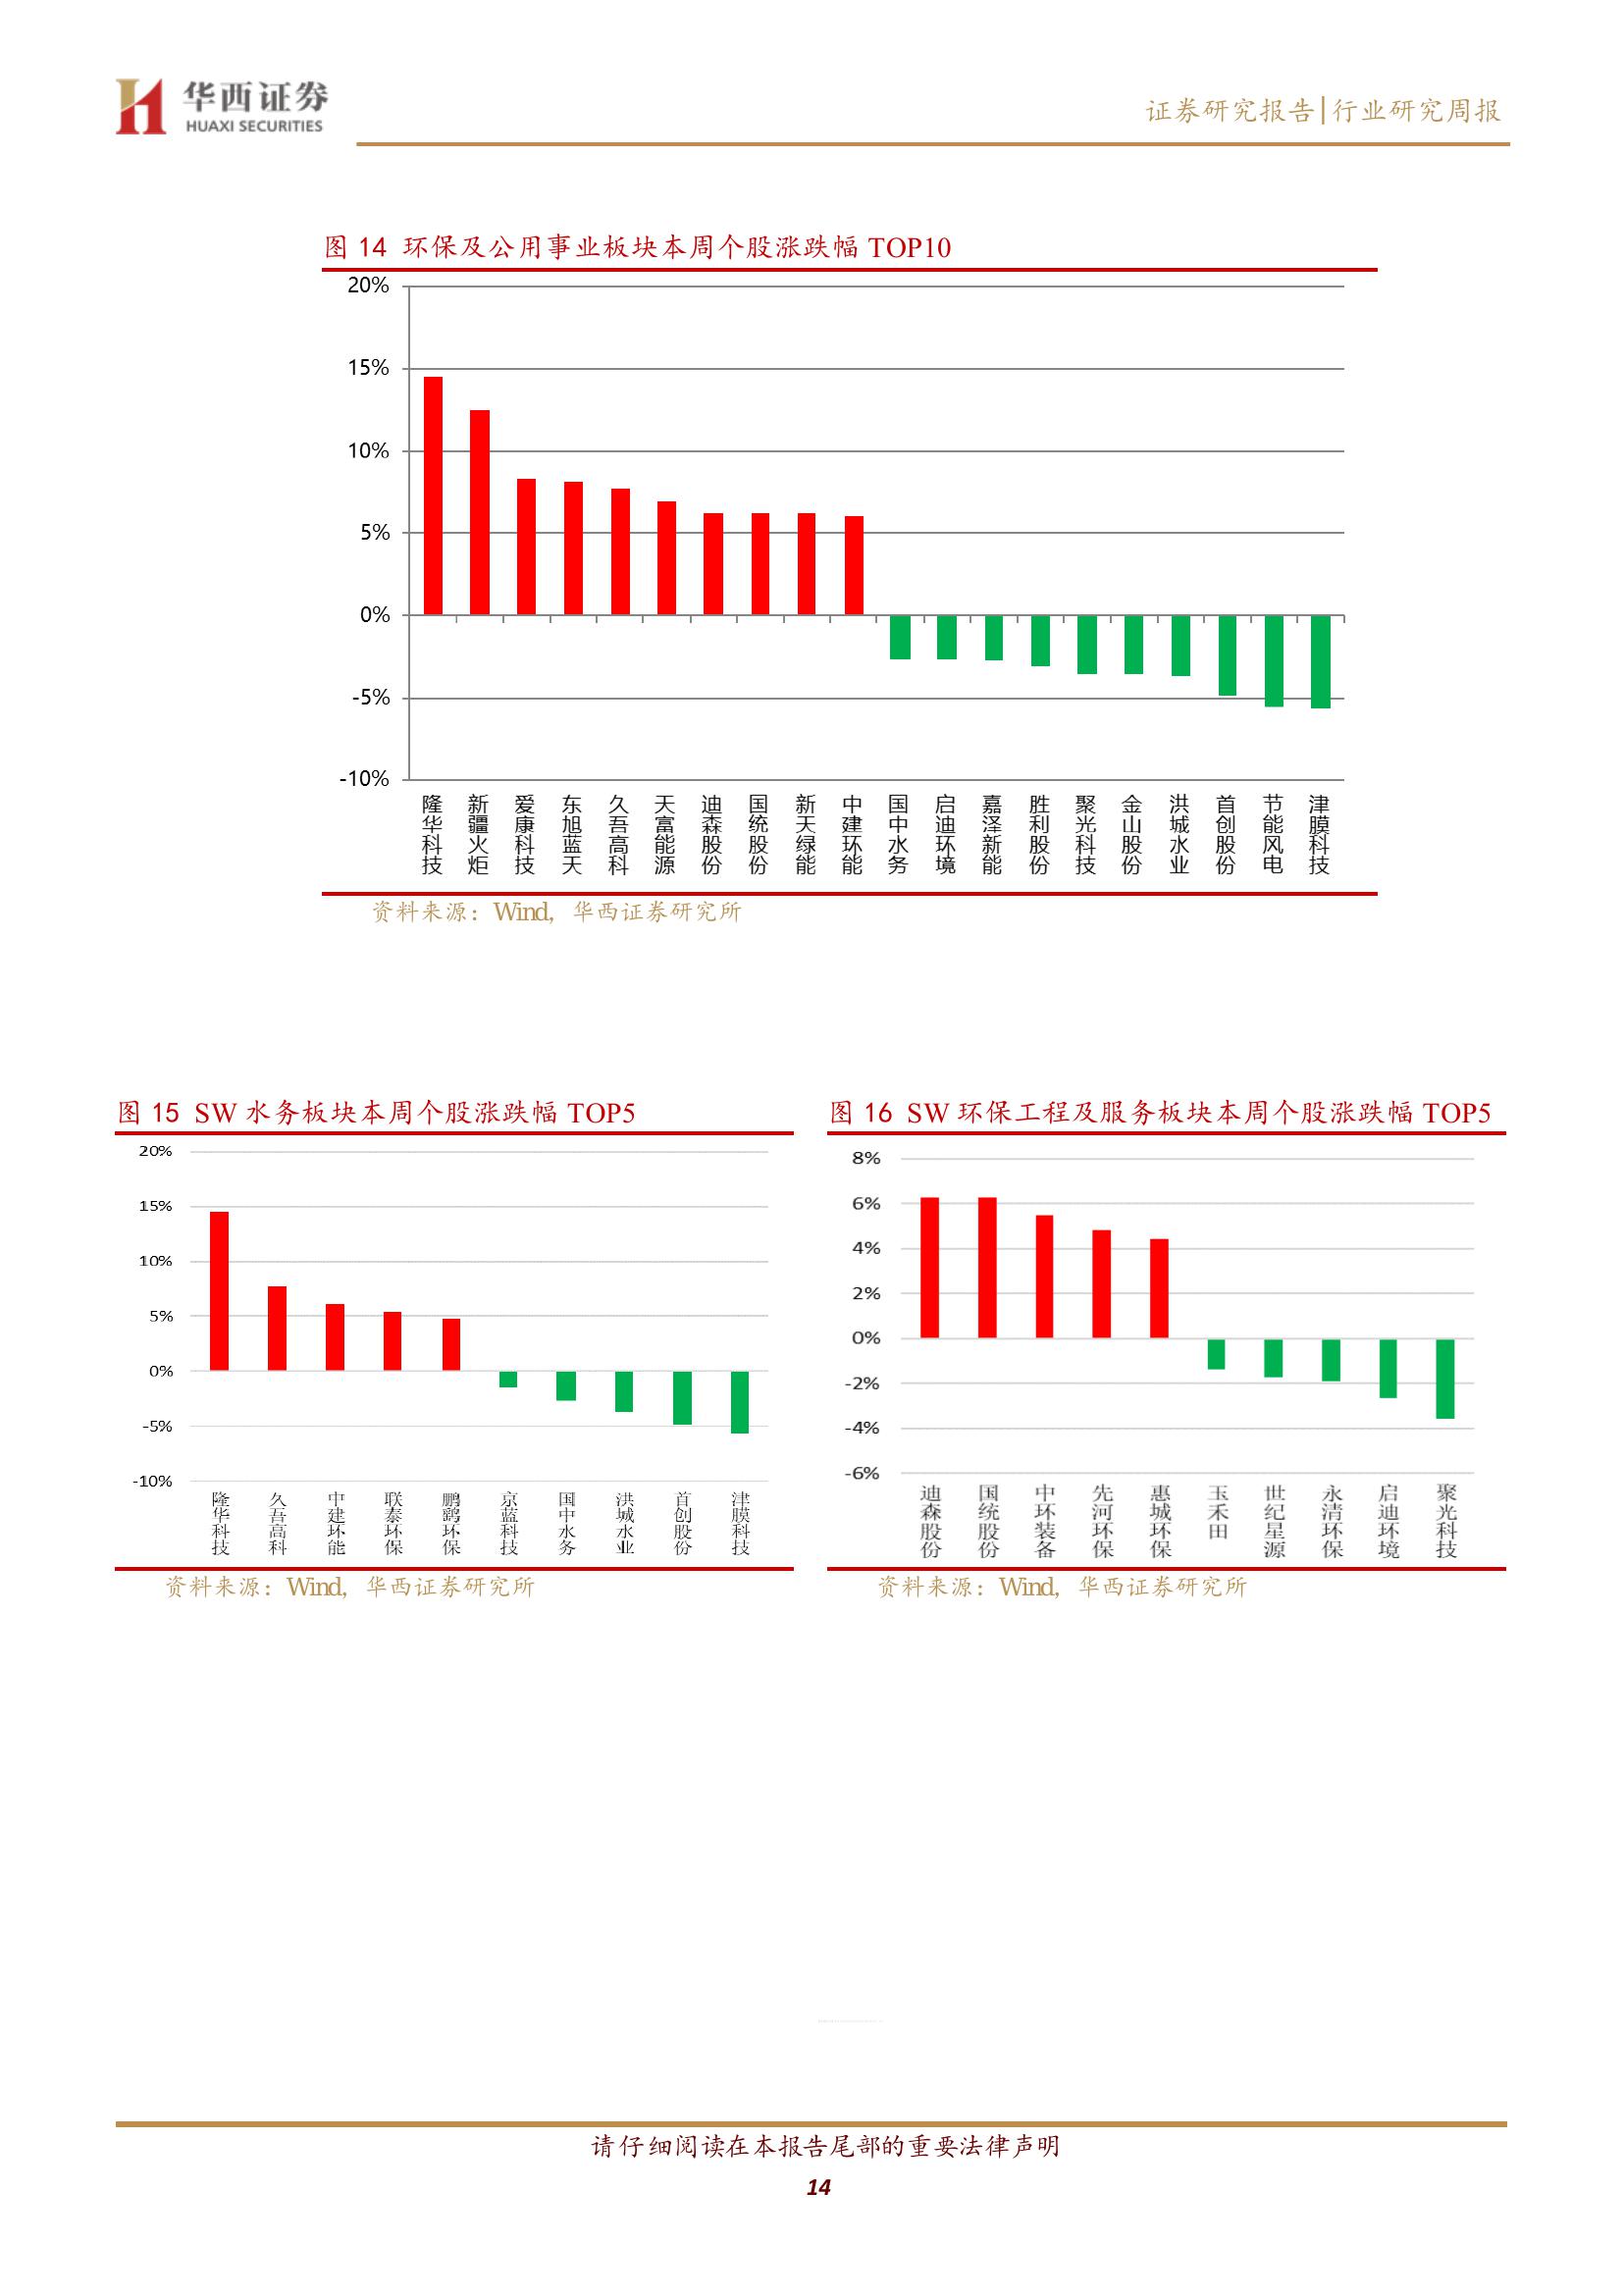 华西证券
HUAXI SECURITIES
证券研究报告|行业研究周报
图 14 环保及公用事业板块本周个股涨跌幅 TOP10
20%
15%
10%
5%
0%
-5%
-10%
隆华科技 新疆火炬 爱康科技 东旭蓝天 久吾高科 天富能源 迪森股份 国统股份 新天绿能 中建环能 国中水务 启迪环境 嘉泽新能 胜利股份 聚光科技 金山股份 洪城水业 首创股份 节能风电 津膜科技
资料来源：Wind，华西证券研究所
图 15 SW 水务板块本周个股涨跌幅 TOP5
20%
15%
10%
5%
0%
-5%
-10%
隆华科技 久吾高科 中建环能 联泰环保 鹏鹞环保 京蓝科技 国中水务 洪城水业 首创股份 津膜科技
资料来源：Wind，华西证券研究所
图 16 SW 环保工程及服务板块本周个股涨跌幅 TOP5
8%
6%
4%
2%
0%
-2%
-4%
-6%
迪森股份 国统股份 中环装备 先河环保 惠城环保 玉禾田 世纪星源 永清环保 启迪环境 聚光科技
资料来源：Wind，华西证券研究所
请仔细阅读在本报告尾部的重要法律声明
14